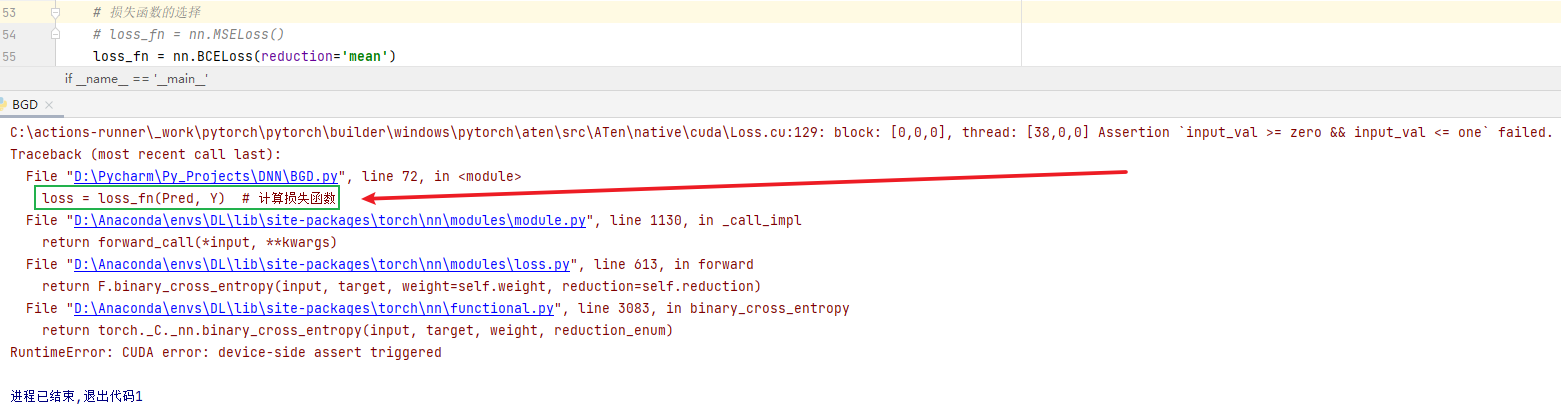 53 # 损失函数的选择
54 # loss_fn = nn.MSELoss()
55 loss_fn = nn.BCELoss(reduction='mean')
if __name__ == '__main__'
BGD ×
C:\actions-runner\_work\pytorch\pytorch\builder\windows\pytorch\aten\src\ATen\native\cuda\Loss.cu:129: block: [0,0,0], thread: [38,0,0] Assertion `input_val >= zero && input_val <= one` failed.
Traceback (most recent call last):
  File "D:\Pycharm\Py_Projects\DNN\BGD.py", line 72, in <module>
    loss = loss_fn(Pred, Y)  # 计算损失函数
  File "D:\Anaconda\envs\DL\lib\site-packages\torch\nn\modules\module.py", line 1130, in _call_impl
    return forward_call(*input, **kwargs)
  File "D:\Anaconda\envs\DL\lib\site-packages\torch\nn\modules\loss.py", line 613, in forward
    return F.binary_cross_entropy(input, target, weight=self.weight, reduction=self.reduction)
  File "D:\Anaconda\envs\DL\lib\site-packages\torch\nn\functional.py", line 3083, in binary_cross_entropy
    return torch._C._nn.binary_cross_entropy(input, target, weight, reduction_enum)
RuntimeError: CUDA error: device-side assert triggered
进程已结束,退出代码1